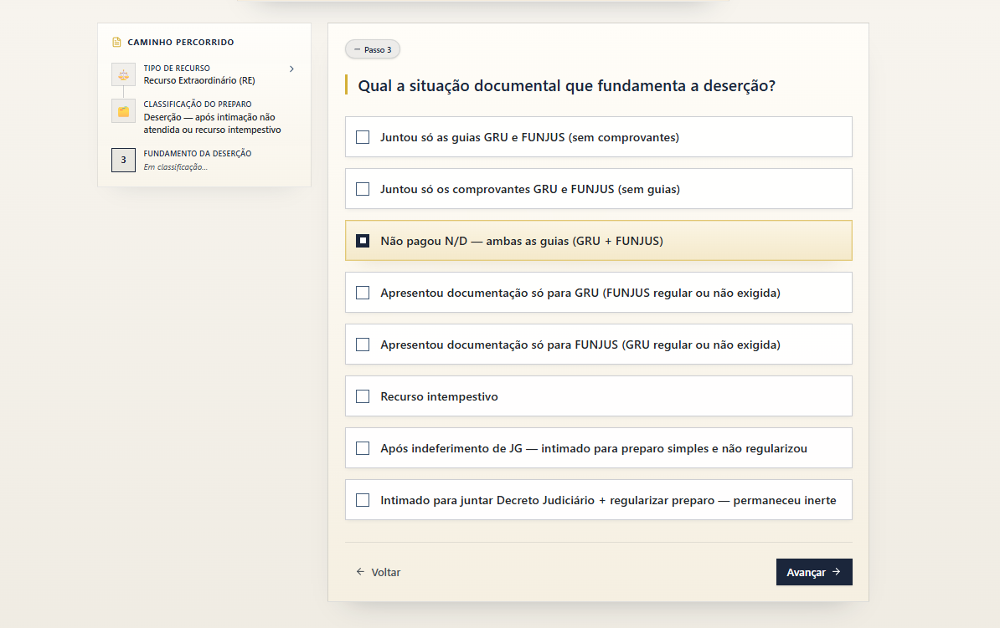 CAMINHO PERCORRIDO
TIPO DE RECURSO
Recurso Extraordinário (RE)
CLASSIFICAÇÃO DO PREPARO
Deserção — após intimação não
atendida ou recurso intempestivo
3
FUNDAMENTO DA DESERÇÃO
Em classificação...
— Passo 3
Qual a situação documental que fundamenta a deserção?
Juntou só as guias GRU e FUNJUS (sem comprovantes)
Juntou só os comprovantes GRU e FUNJUS (sem guias)
Não pagou N/D — ambas as guias (GRU + FUNJUS)
Apresentou documentação só para GRU (FUNJUS regular ou não exigida)
Apresentou documentação só para FUNJUS (GRU regular ou não exigida)
Recurso intempestivo
Após indeferimento de JG — intimado para preparo simples e não regularizou
Intimado para juntar Decreto Judiciário + regularizar preparo — permaneceu inerte
← Voltar
Avançar →